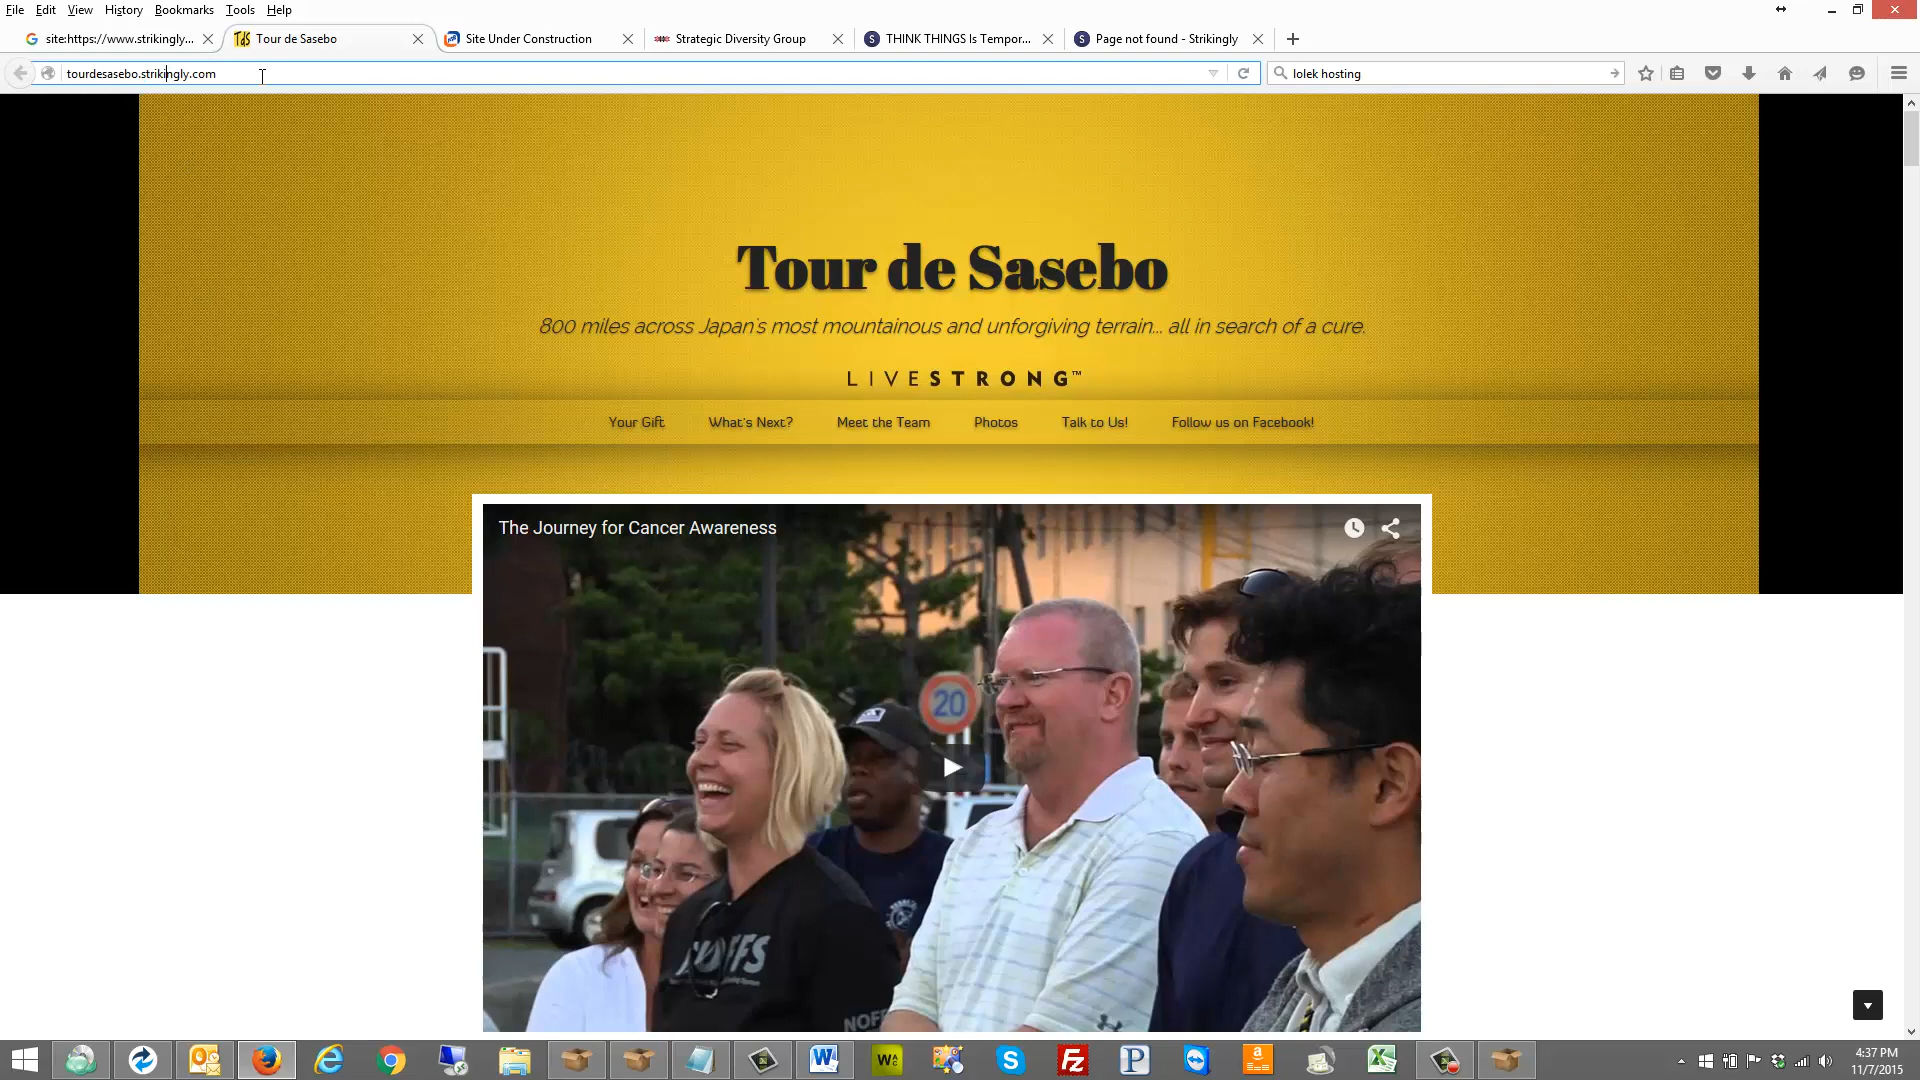 File Edit View History Bookmarks Tools Help
site:https://www.strikingly... Tour de Sasebo Site Under Construction Strategic Diversity Group THINK THINGS Is Tempor... Page not found - Strikingly
tourdesasebo.strikingly.com lolek hosting
Tour de Sasebo
800 miles across Japan's most mountainous and unforgiving terrain... all in search of a cure.
LIVESTRONG™
Your Gift What's Next? Meet the Team Photos Talk to Us! Follow us on Facebook!
The Journey for Cancer Awareness
20
4:37 PM
11/7/2015